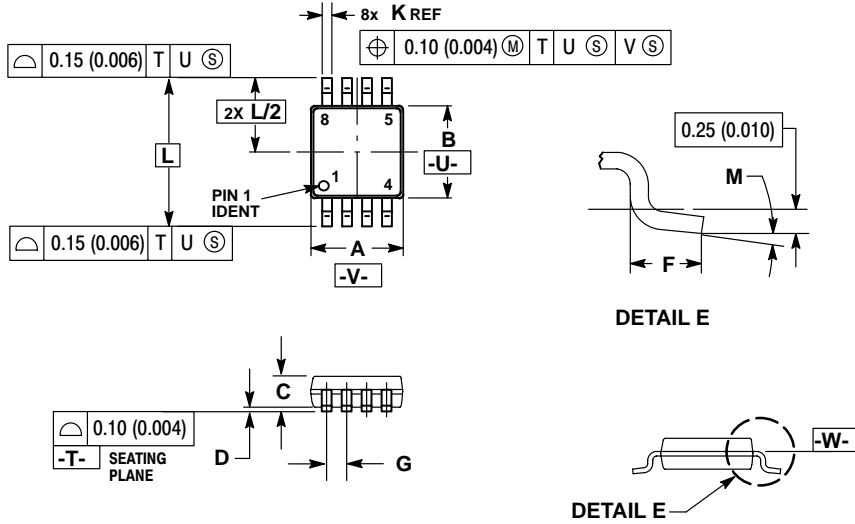 8x K REF
⌖ 0.10 (0.004) Ⓜ T U Ⓢ V Ⓢ
⌓ 0.15 (0.006) T U Ⓢ
2X L/2
8 5
B
-U-
L
1 4
PIN 1
IDENT
⌓ 0.15 (0.006) T U Ⓢ
A
-V-
0.25 (0.010)
M
F
DETAIL E
C
⌓ 0.10 (0.004)
-T- SEATING
PLANE
D
G
-W-
DETAIL E